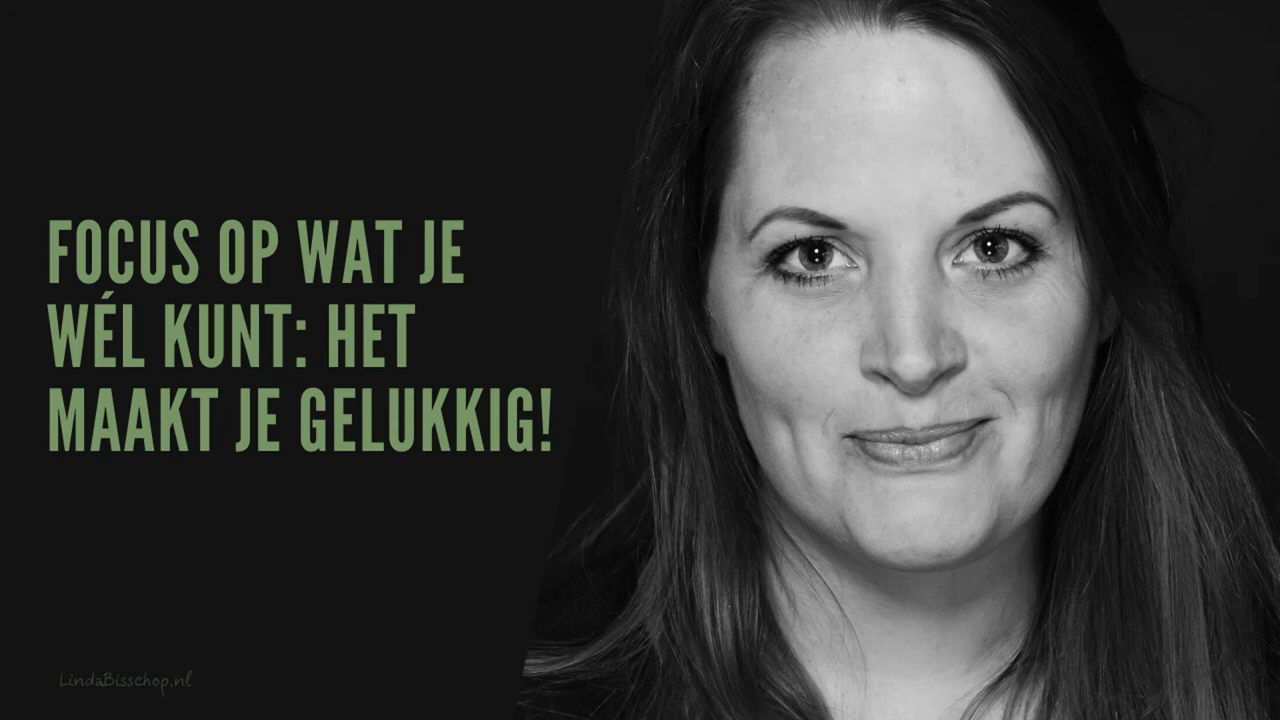 FOCUS OP WAT JE
WÉL KUNT: HET
MAAKT JE GELUKKIG!
LindaBisschop.nl